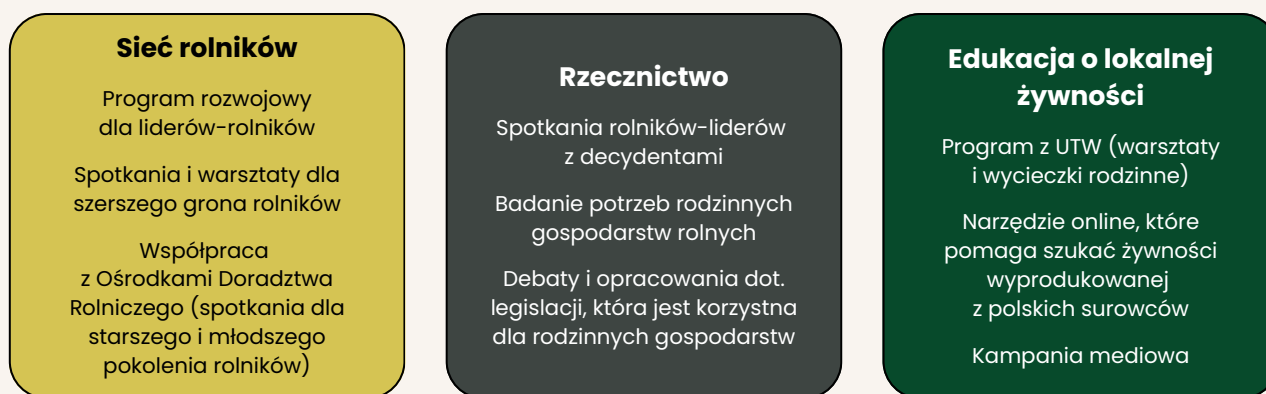 Sieć rolników
Program rozwojowy
dla liderów-rolników
Spotkania i warsztaty dla
szerszego grona rolników
Współpraca
z Ośrodkami Doradztwa
Rolniczego (spotkania dla
starszego i młodszego
pokolenia rolników)
Rzecznictwo
Spotkania rolników-liderów
z decydentami
Badanie potrzeb rodzinnych
gospodarstw rolnych
Debaty i opracowania dot.
legislacji, która jest korzystna
dla rodzinnych gospodarstw
Edukacja o lokalnej
żywności
Program z UTW (warsztaty
i wycieczki rodzinne)
Narzędzie online, które
pomaga szukać żywności
wyprodukowanej
z polskich surowców
Kampania mediowa